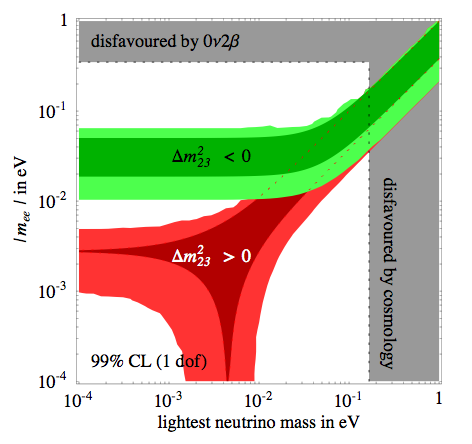 1
disfavoured by 0ν2β
10⁻¹
Δm²₂₃ < 0
| mₑₑ | in eV
10⁻²
disfavoured by cosmology
Δm²₂₃ > 0
10⁻³
99% CL (1 dof)
10⁻⁴
10⁻⁴ 10⁻³ 10⁻² 10⁻¹ 1
lightest neutrino mass in eV